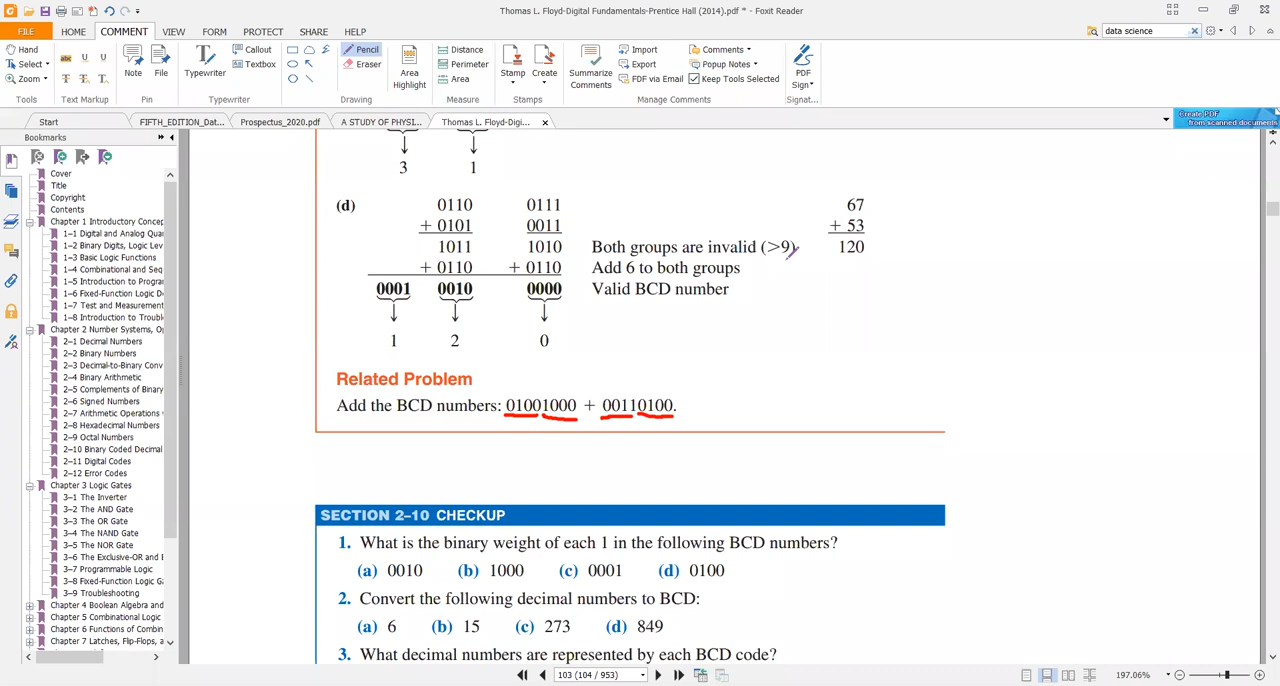 Thomas L. Floyd-Digital Fundamentals-Prentice Hall (2014).pdf * - Foxit Reader
FILE HOME COMMENT VIEW FORM PROTECT SHARE HELP data science
Hand Select Zoom Tools
Text Markup
Note File Pin
Typewriter Callout Textbox Typewriter
Pencil Eraser Drawing
Area Highlight Distance Perimeter Area Measure
Stamp Create Stamps
Summarize Comments Import Export FDF via Email Comments Popup Notes Keep Tools Selected Manage Comments
PDF Sign Signat...
Start FIFTH_EDITION_Dat... Prospectus_2020.pdf A STUDY OF PHYSI... Thomas L. Floyd-Digi...
Create PDF
from scanned documents
Bookmarks
Cover
Title
Copyright
Contents
Chapter 1 Introductory Concep
1-1 Digital and Analog Qua
1-2 Binary Digits, Logic Lev
1-3 Basic Logic Functions
1-4 Combinational and Seq
1-5 Introduction to Progra
1-6 Fixed-Function Logic D
1-7 Test and Measurement
1-8 Introduction to Troubl
Chapter 2 Number Systems, Op
2-1 Decimal Numbers
2-2 Binary Numbers
2-3 Decimal-to-Binary Conv
2-4 Binary Arithmetic
2-5 Complements of Binary
2-6 Signed Numbers
2-7 Arithmetic Operations
2-8 Hexadecimal Numbers
2-9 Octal Numbers
2-10 Binary Coded Decimal
2-11 Digital Codes
2-12 Error Codes
Chapter 3 Logic Gates
3-1 The Inverter
3-2 The AND Gate
3-3 The OR Gate
3-4 The NAND Gate
3-5 The NOR Gate
3-6 The Exclusive-OR and E
3-7 Programmable Logic
3-8 Fixed-Function Logic Ga
3-9 Troubleshooting
Chapter 4 Boolean Algebra and
Chapter 5 Combinational Logic
Chapter 6 Functions of Combin
Chapter 7 Latches, Flip-Flops, a
3 1
(d) 0110 0111 67
+ 0101 0011 + 53
1011 1010 Both groups are invalid (>9) 120
+ 0110 + 0110 Add 6 to both groups
0001 0010 0000 Valid BCD number
1 2 0
Related Problem
Add the BCD numbers: 01001000 + 00110100.
SECTION 2–10 CHECKUP
1. What is the binary weight of each 1 in the following BCD numbers?
(a) 0010 (b) 1000 (c) 0001 (d) 0100
2. Convert the following decimal numbers to BCD:
(a) 6 (b) 15 (c) 273 (d) 849
3. What decimal numbers are represented by each BCD code?
103 (104 / 953) 197.06%